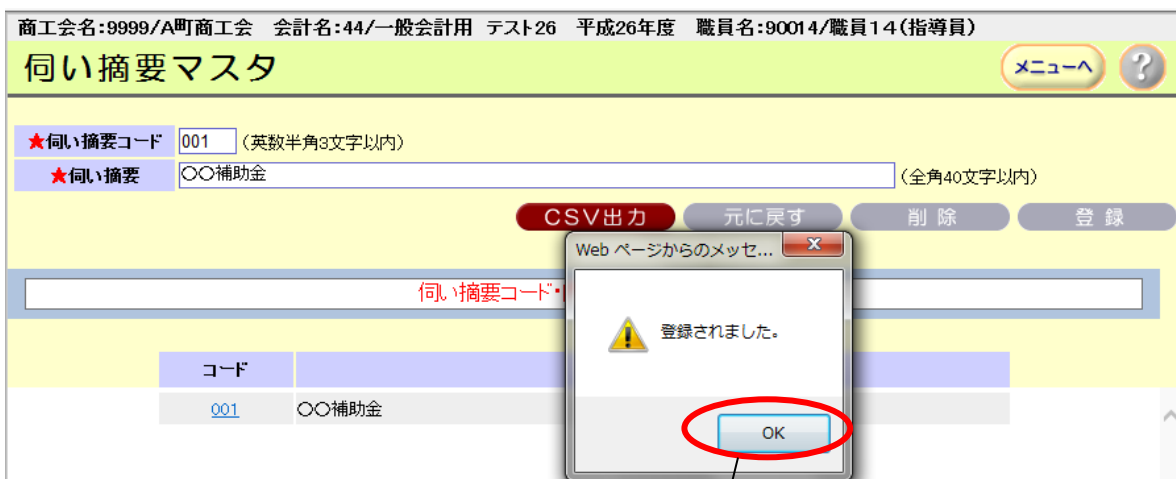 商工会名:9999/A町商工会 会計名:44/一般会計用 テスト26 平成26年度 職員名:90014/職員14(指導員)
伺い摘要マスタ メニューへ ?
★伺い摘要コード 001 (英数半角3文字以内)
★伺い摘要 〇〇補助金 (全角40文字以内)
CSV出力 元に戻す 削 除 登 録
Web ページからのメッセ... x
伺い摘要コード・
登録されました。
コード
001 〇〇補助金
OK